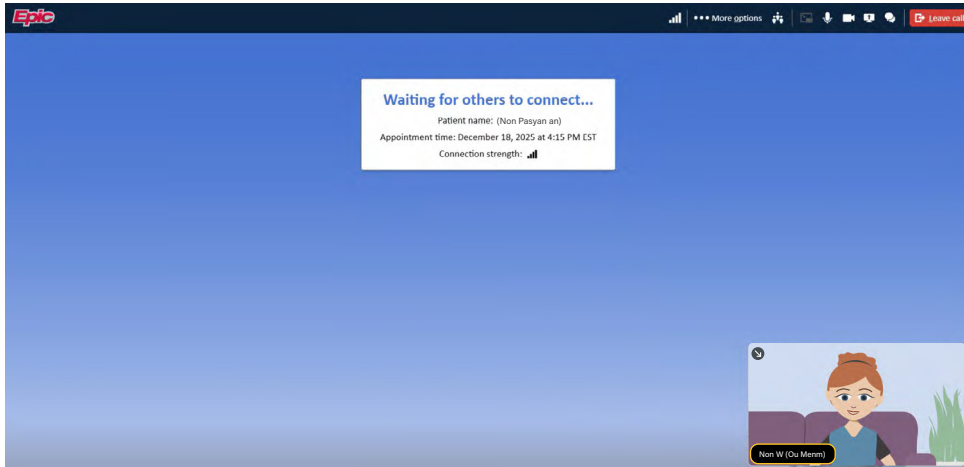 Epic
More options
Leave call
Waiting for others to connect...
Patient name: (Non Pasyan an)
Appointment time: December 18, 2025 at 4:15 PM EST
Connection strength:
Non W (Ou Menm)